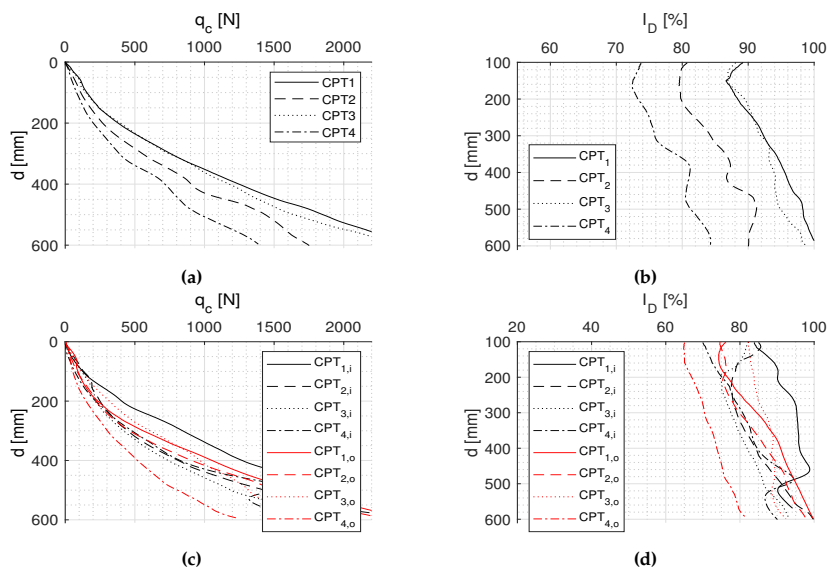 q_c [N]
0 500 1000 1500 2000
0
200
400
600
d [mm]
CPT1
CPT2
CPT3
CPT4
(a)
I_D [%]
60 70 80 90 100
100
200
300
400
500
600
d [mm]
CPT_1
CPT_2
CPT_3
CPT_4
(b)
q_c [N]
0 500 1000 1500 2000
0
200
400
600
d [mm]
CPT_1,i
CPT_2,i
CPT_3,i
CPT_4,i
CPT_1,o
CPT_2,o
CPT_3,o
CPT_4,o
(c)
I_D [%]
20 40 60 80 100
100
200
300
400
500
600
d [mm]
CPT_1,i
CPT_2,i
CPT_3,i
CPT_4,i
CPT_1,o
CPT_2,o
CPT_3,o
CPT_4,o
(d)